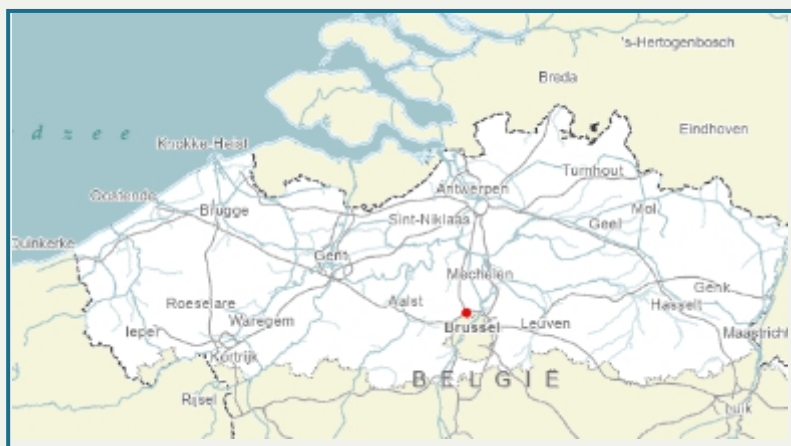 's-Hertogenbosch
Breda
d z e e
Eindhoven
Knokke-Heist
Turnhout
Antwerpen
Oostende
Mol
Brugge
Sint-Niklaas
Geel
Duinkerke
Gent
Mechelen
Genk
Roeselare
Aalst
Hasselt
Ieper
Waregem
Brussel
Leuven
Maastricht
Kortrijk
BELGIË
Rijsel
Luik